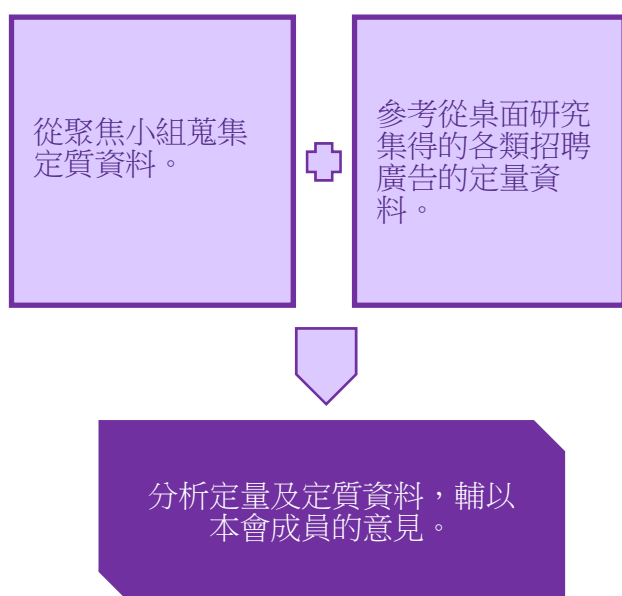 從聚焦小組蒐集
定質資料。
參考從桌面研究
集得的各類招聘
廣告的定量資
料。
分析定量及定質資料，輔以
本會成員的意見。